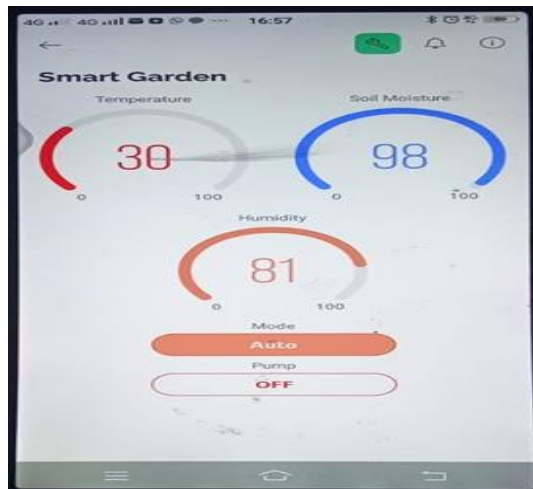 4G 4G 16:57
Smart Garden
Temperature Soil Moisture
30 98
0 100 0 100
Humidity
81
0 100
Mode
Auto
Pump
OFF